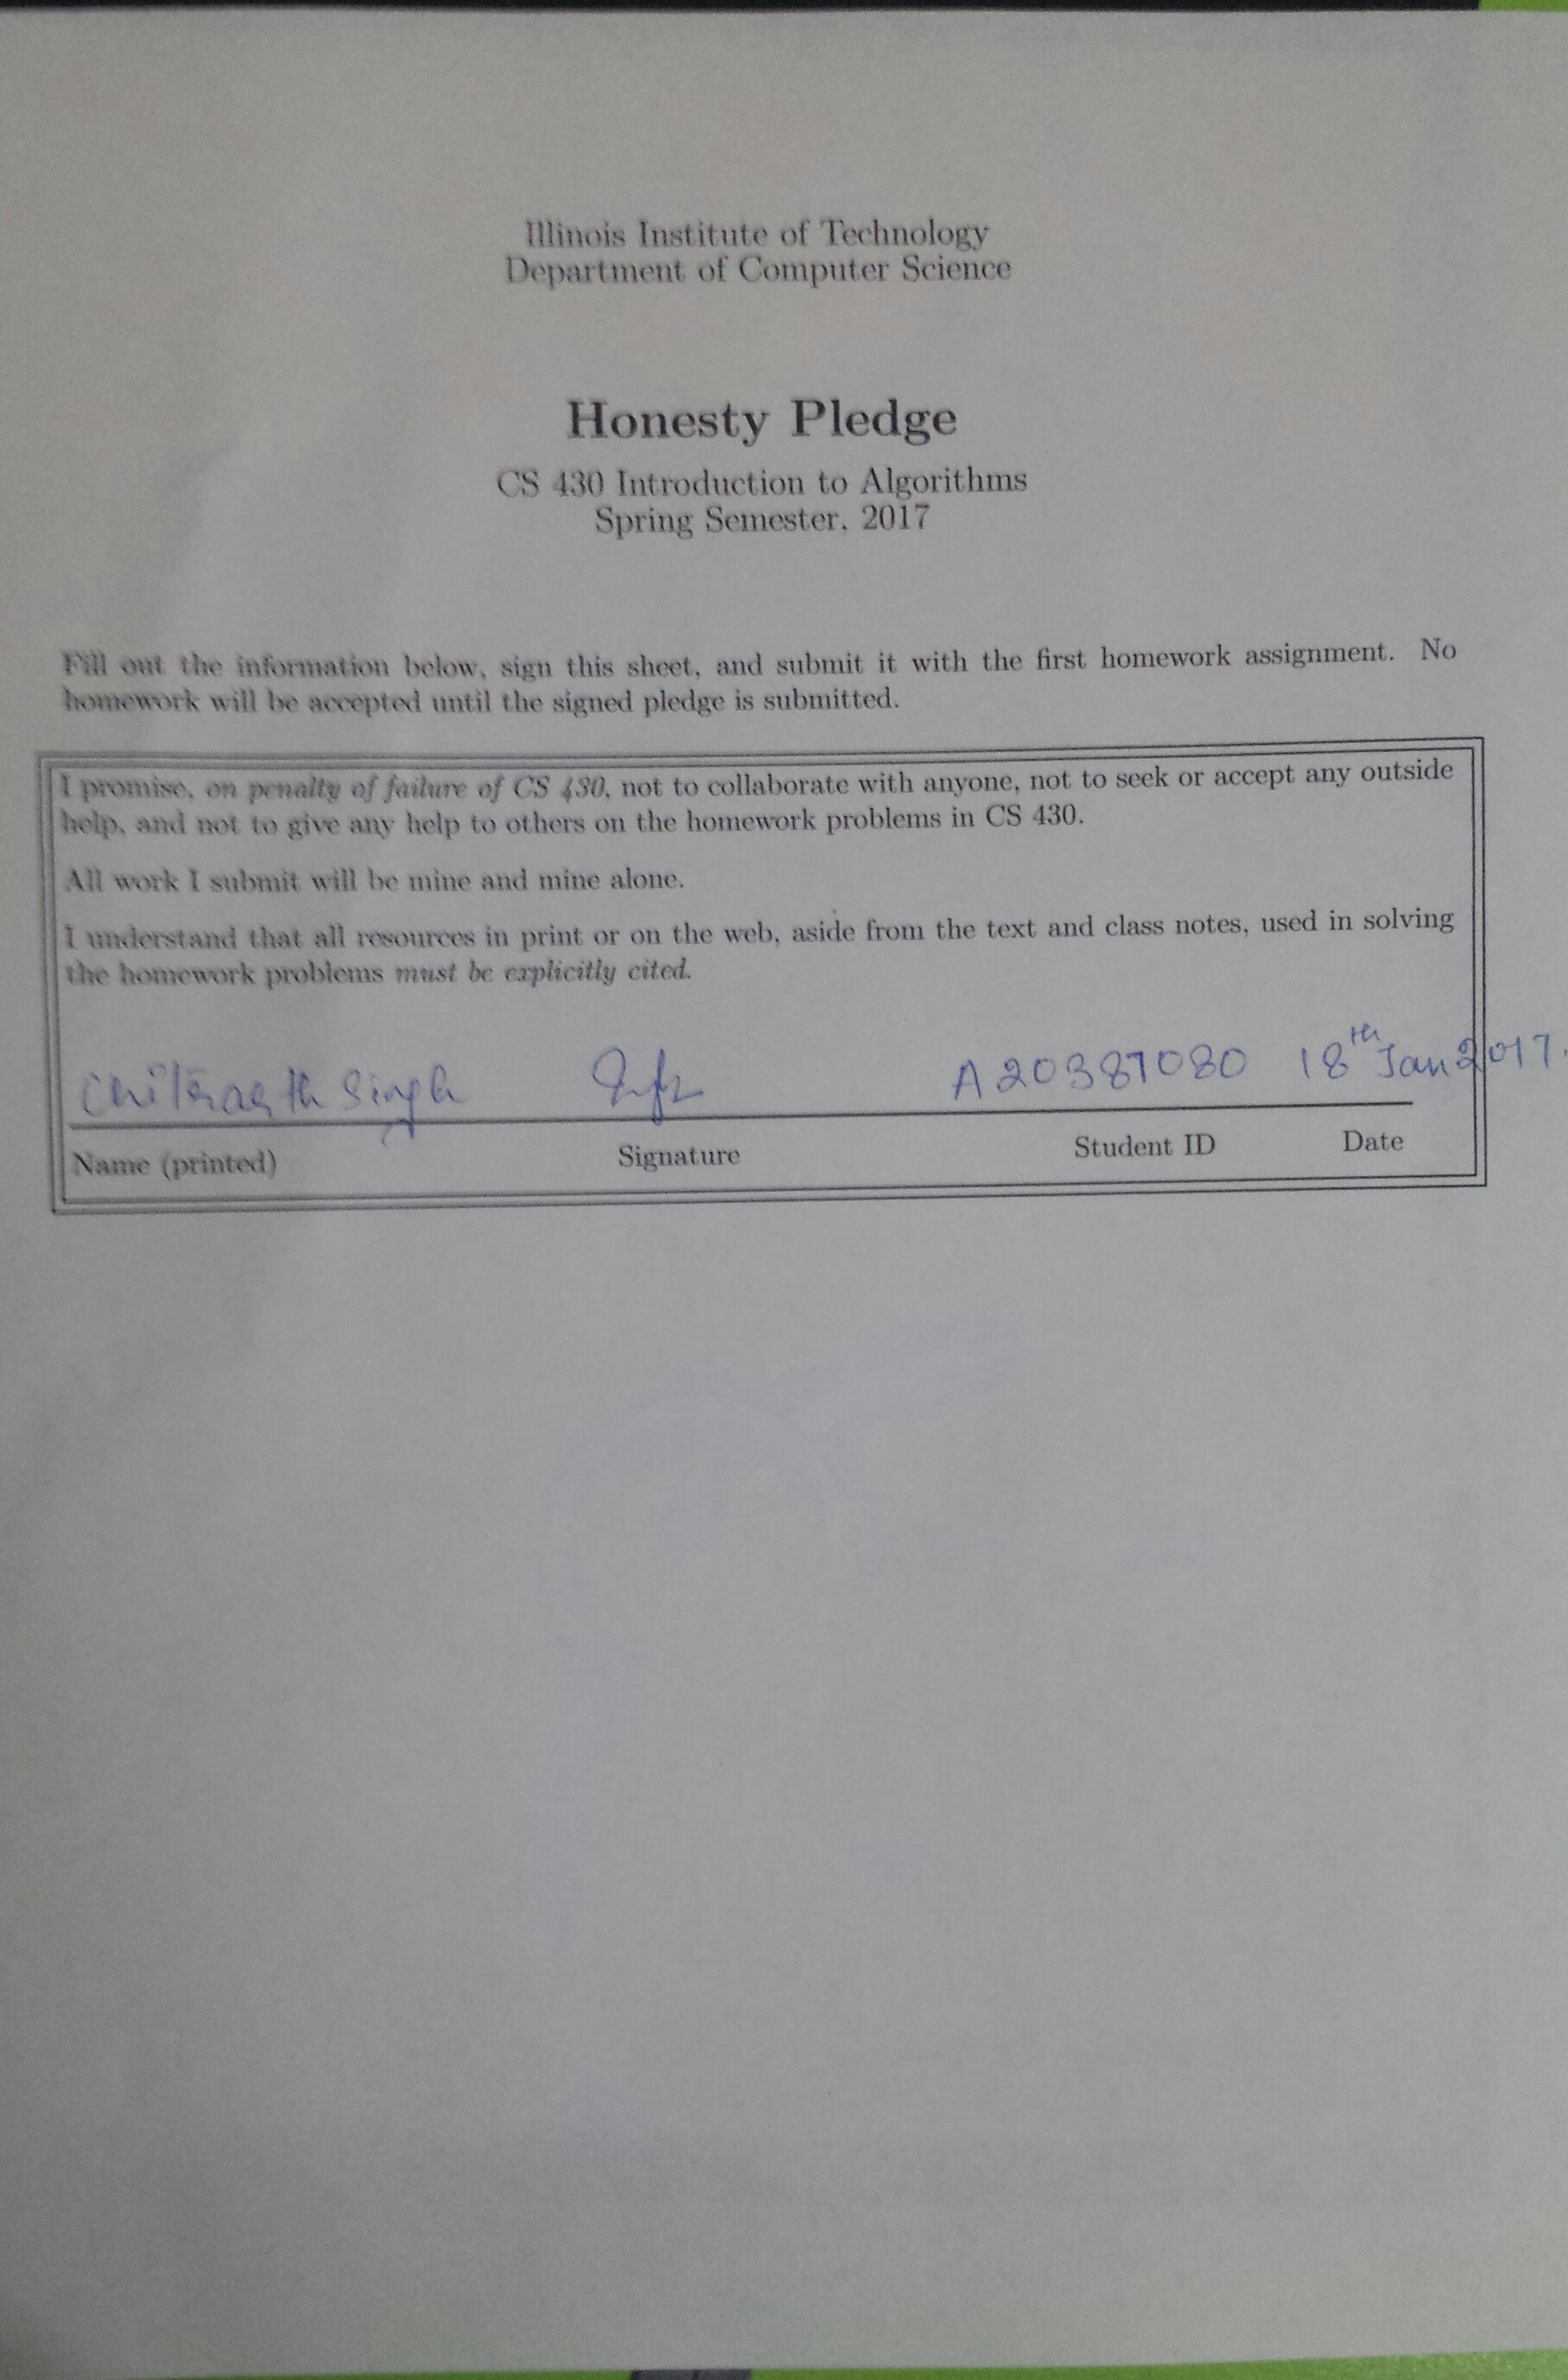 Illinois Institute of Technology
Department of Computer Science
Honesty Pledge
CS 430 Introduction to Algorithms
Spring Semester, 2017
Fill out the information below, sign this sheet, and submit it with the first homework assignment. No
homework will be accepted until the signed pledge is submitted.
I promise, on penalty of failure of CS 430, not to collaborate with anyone, not to seek or accept any outside
help, and not to give any help to others on the homework problems in CS 430.
All work I submit will be mine and mine alone.
I understand that all resources in print or on the web, aside from the text and class notes, used in solving
the homework problems must be explicitly cited.
Singh A20387080 18th Jan 2017.
Name (printed) Signature Student ID Date